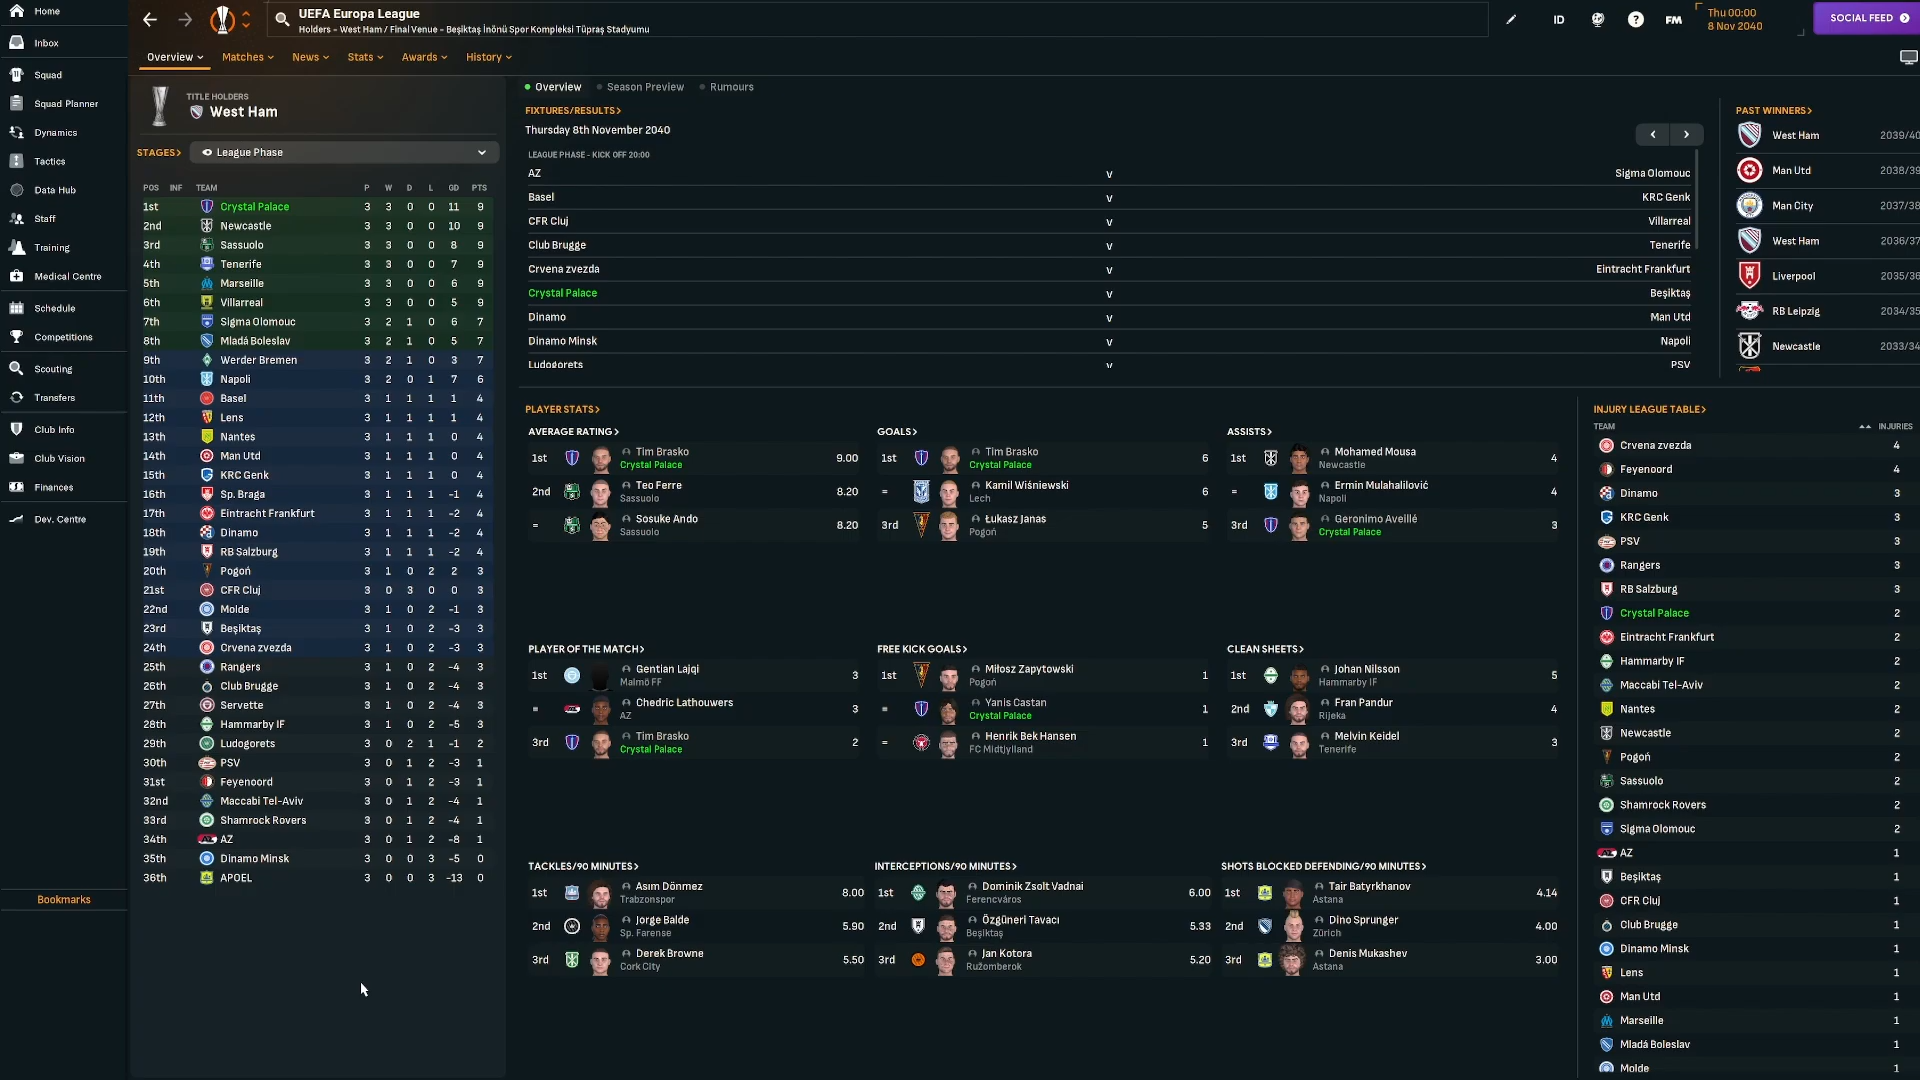 Home
Inbox
Squad
Squad Planner
Dynamics
Tactics
Data Hub
Staff
Training
Medical Centre
Schedule
Competitions
Scouting
Transfers
Club Info
Club Vision
Finances
Dev. Centre
Bookmarks
UEFA Europa League
Holders - West Ham / Final Venue - Beşiktaş İnönü Spor Kompleksi Tüpraş Stadyumu
ID
FM
Thu 00:00
8 Nov 2040
SOCIAL FEED
Overview Matches News Stats Awards History
TITLE HOLDERS
West Ham
STAGES> League Phase
POS INF TEAM P W D L GD PTS
1st Crystal Palace 3 3 0 0 11 9
2nd Newcastle 3 3 0 0 10 9
3rd Sassuolo 3 3 0 0 8 9
4th Tenerife 3 3 0 0 7 9
5th Marseille 3 3 0 0 6 9
6th Villarreal 3 3 0 0 5 9
7th Sigma Olomouc 3 2 1 0 6 7
8th Mladá Boleslav 3 2 1 0 5 7
9th Werder Bremen 3 2 1 0 3 7
10th Napoli 3 2 0 1 7 6
11th Basel 3 1 1 1 1 4
12th Lens 3 1 1 1 1 4
13th Nantes 3 1 1 1 0 4
14th Man Utd 3 1 1 1 0 4
15th KRC Genk 3 1 1 1 0 4
16th Sp. Braga 3 1 1 1 -1 4
17th Eintracht Frankfurt 3 1 1 1 -2 4
18th Dinamo 3 1 1 1 -2 4
19th RB Salzburg 3 1 1 1 -2 4
20th Pogoń 3 1 0 2 2 3
21st CFR Cluj 3 0 3 0 0 3
22nd Molde 3 1 0 2 -1 3
23rd Beşiktaş 3 1 0 2 -3 3
24th Crvena zvezda 3 1 0 2 -3 3
25th Rangers 3 1 0 2 -4 3
26th Club Brugge 3 1 0 2 -4 3
27th Servette 3 1 0 2 -4 3
28th Hammarby IF 3 1 0 2 -5 3
29th Ludogorets 3 0 2 1 -1 2
30th PSV 3 0 1 2 -3 1
31st Feyenoord 3 0 1 2 -3 1
32nd Maccabi Tel-Aviv 3 0 1 2 -4 1
33rd Shamrock Rovers 3 0 1 2 -4 1
34th AZ 3 0 1 2 -8 1
35th Dinamo Minsk 3 0 0 3 -5 0
36th APOEL 3 0 0 3 -13 0
Overview Season Preview Rumours
FIXTURES/RESULTS>
Thursday 8th November 2040
LEAGUE PHASE - KICK OFF 20:00
AZ v Sigma Olomouc
Basel v KRC Genk
CFR Cluj v Villarreal
Club Brugge v Tenerife
Crvena zvezda v Eintracht Frankfurt
Crystal Palace v Beşiktaş
Dinamo v Man Utd
Dinamo Minsk v Napoli
Ludogorets v PSV
PAST WINNERS>
West Ham 2039/40
Man Utd 2038/39
Man City 2037/38
West Ham 2036/37
Liverpool 2035/36
RB Leipzig 2034/35
Newcastle 2033/34
PLAYER STATS>
AVERAGE RATING>
1st Tim Brasko 9.00
Crystal Palace
2nd Teo Ferre 8.20
Sassuolo
= Sosuke Ando 8.20
Sassuolo
GOALS>
1st Tim Brasko 6
Crystal Palace
= Kamil Wiśniewski 6
Lech
3rd Łukasz Janas 5
Pogoń
ASSISTS>
1st Mohamed Mousa 4
Newcastle
= Ermin Mulahalilović 4
Napoli
3rd Geronimo Aveillé 3
Crystal Palace
PLAYER OF THE MATCH>
1st Gentian Lajqi 3
Malmö FF
= Chedric Lathouwers 3
AZ
3rd Tim Brasko 2
Crystal Palace
FREE KICK GOALS>
1st Miłosz Zapytowski 1
Pogoń
= Yanis Castan 1
Crystal Palace
= Henrik Bek Hansen 1
FC Midtjylland
CLEAN SHEETS>
1st Johan Nilsson 5
Hammarby IF
2nd Fran Pandur 4
Rijeka
3rd Melvin Keidel 3
Tenerife
TACKLES/90 MINUTES>
1st Asım Dönmez 8.00
Trabzonspor
2nd Jorge Balde 5.90
Sp. Farense
3rd Derek Browne 5.50
Cork City
INTERCEPTIONS/90 MINUTES>
1st Dominik Zsolt Vadnai 6.00
Ferencváros
2nd Özgüneri Tavacı 5.33
Beşiktaş
3rd Jan Kotora 5.20
Ružomberok
SHOTS BLOCKED DEFENDING/90 MINUTES>
1st Tair Batyrkhanov 4.14
Astana
2nd Dino Sprunger 4.00
Zürich
3rd Denis Mukashev 3.00
Astana
INJURY LEAGUE TABLE>
TEAM INJURIES
Crvena zvezda 4
Feyenoord 4
Dinamo 3
KRC Genk 3
PSV 3
Rangers 3
RB Salzburg 3
Crystal Palace 2
Eintracht Frankfurt 2
Hammarby IF 2
Maccabi Tel-Aviv 2
Nantes 2
Newcastle 2
Pogoń 2
Sassuolo 2
Shamrock Rovers 2
Sigma Olomouc 2
AZ 1
Beşiktaş 1
CFR Cluj 1
Club Brugge 1
Dinamo Minsk 1
Lens 1
Man Utd 1
Marseille 1
Mladá Boleslav 1
Molde 1